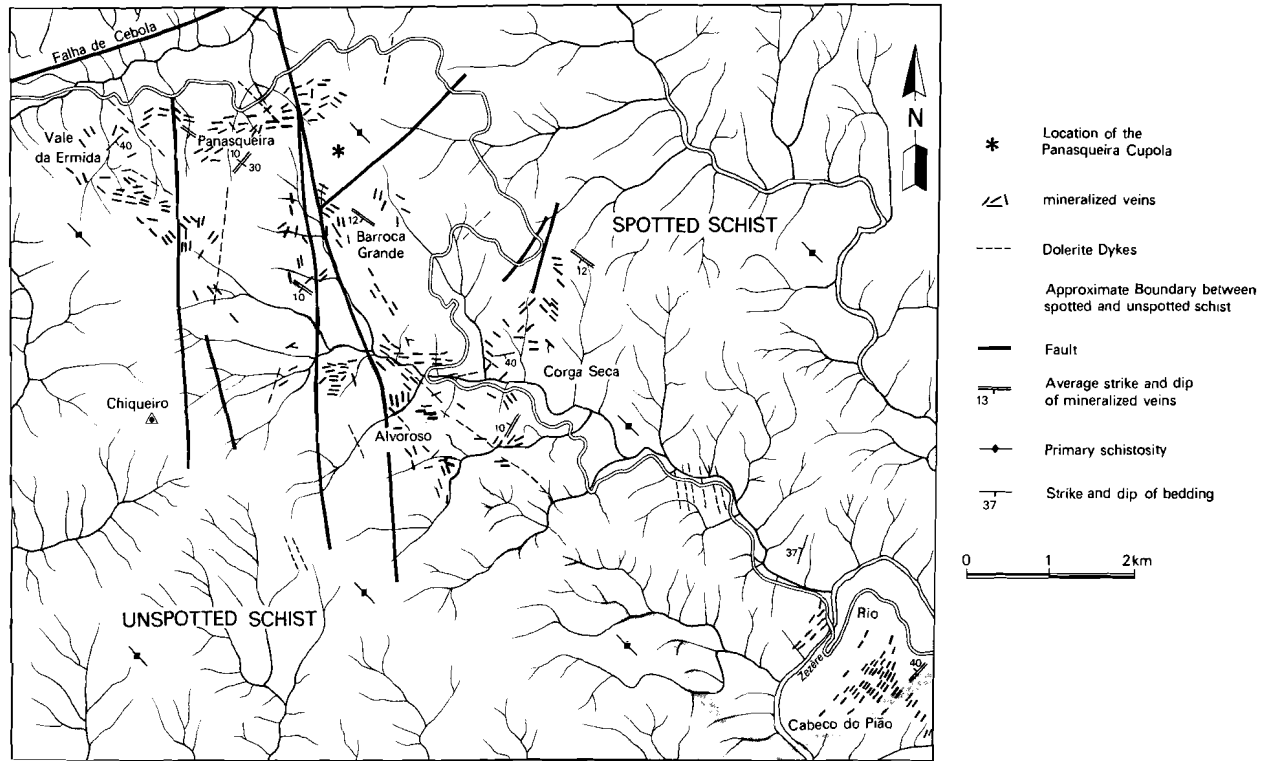 Falha de Cebola
N
Vale
da Ermida
40
Panasqueira
10
30
*
12
Barroca
Grande
10
SPOTTED SCHIST
12
40
Corga Seca
Chiqueiro
Alvoroso
10
37
UNSPOTTED SCHIST
Rio
Zezêre
40
Cabeco do Pião
* Location of the
Panasqueira Cupola
mineralized veins
Dolerite Dykes
Approximate Boundary between
spotted and unspotted schist
Fault
13 Average strike and dip
of mineralized veins
Primary schistosity
37 Strike and dip of bedding
0 1 2km